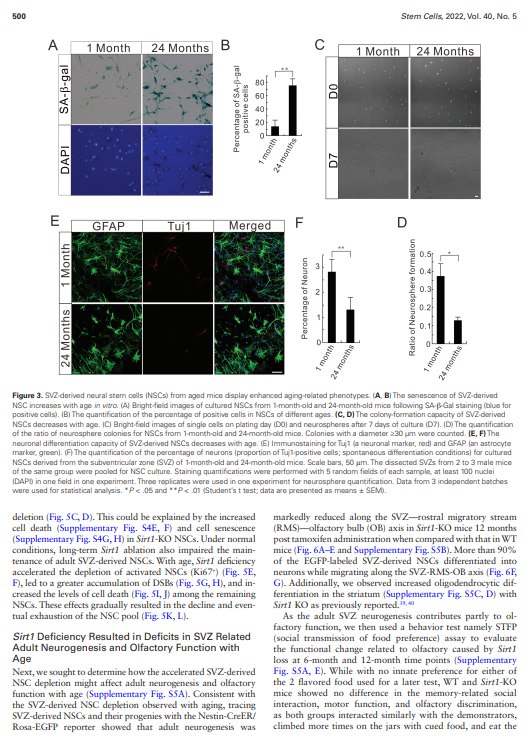 500
Stem Cells, 2022, Vol. 40, No. 5
A
1 Month
24 Months
SA-β-gal
DAPI
B
Percentage of SA-β-gal
positive cells
80
60
40
20
0
**
1 month
24 months
C
1 Month
24 Months
D0
D7
E
GFAP
Tuj1
Merged
1 Month
24 Months
F
Percentage of Neuron
3
2
1
0
**
1 month
24 months
D
Ratio of Neurosphere formation
0.5
0.4
0.3
0.2
0.1
0
*
1 month
24 months
Figure 3. SVZ-derived neural stem cells (NSCs) from aged mice display enhanced aging-related phenotypes. (A, B) The senescence of SVZ-derived
NSC increases with age in vitro. (A) Bright-field images of cultured NSCs from 1-month-old and 24-month-old mice following SA-β-Gal staining (blue for
positive cells). (B) The quantification of the percentage of positive cells in NSCs of different ages. (C, D) The colony-formation capacity of SVZ-derived
NSCs decreases with age. (C) Bright-field images of single cells on plating day (D0) and neurospheres after 7 days of culture (D7). (D) The quantification
of the ratio of neurosphere colonies for NSCs from 1-month-old and 24-month-old mice. Colonies with a diameter ≥30 μm were counted. (E, F) The
neuronal differentiation capacity of SVZ-derived NSCs decreases with age. (E) Immunostaining for Tuj1 (a neuronal marker, red) and GFAP (an astrocyte
marker, green). (F) The quantification of the percentage of neurons (proportion of Tuj1-positive cells; spontaneous differentiation conditions) for cultured
NSCs derived from the subventricular zone (SVZ) of 1-month-old and 24-month-old mice. Scale bars, 50 μm. The dissected SVZs from 2 to 3 male mice
of the same group were pooled for NSC culture. Staining quantifications were performed with 5 random fields of each sample, at least 100 nuclei
(DAPI) in one field in one experiment. Three replicates were used in one experiment for neurosphere quantification. Data from 3 independent batches
were used for statistical analysis. *P < .05 and **P < .01 (Student's t test; data are presented as means ± SEM).
deletion (Fig. 5C, D). This could be explained by the increased
cell death (Supplementary Fig. S4E, F) and cell senescence
(Supplementary Fig. S4G, H) in Sirt1-KO NSCs. Under normal
conditions, long-term Sirt1 ablation also impaired the main-
tenance of adult SVZ-derived NSCs. With age, Sirt1 deficiency
accelerated the depletion of activated NSCs (Ki67+) (Fig. 5E,
F), led to a greater accumulation of DSBs (Fig. 5G, H), and in-
creased the levels of cell death (Fig. 5I, J) among the remaining
NSCs. These effects gradually resulted in the decline and even-
tual exhaustion of the NSC pool (Fig. 5K, L).
Sirt1 Deficiency Resulted in Deficits in SVZ Related
Adult Neurogenesis and Olfactory Function with
Age
Next, we sought to determine how the accelerated SVZ-derived
NSC depletion might affect adult neurogenesis and olfactory
function with age (Supplementary Fig. S5A). Consistent with
the SVZ-derived NSC depletion observed with aging, tracing
SVZ-derived NSCs and their progenies with the Nestin-CreER/
Rosa-EGFP reporter showed that adult neurogenesis was
markedly reduced along the SVZ—rostral migratory stream
(RMS)—olfactory bulb (OB) axis in Sirt1-KO mice 12 months
post tamoxifen administration when compared with that in WT
mice (Fig. 6A–E and Supplementary Fig. S5B). More than 90%
of the EGFP-labeled SVZ-derived NSCs differentiated into
neurons while migrating along the SVZ-RMS-OB axis (Fig. 6F,
G). Additionally, we observed increased oligodendrocytic dif-
ferentiation in the striatum (Supplementary Fig. S5C, D) with
Sirt1 KO as previously reported.39,40
As the adult SVZ neurogenesis contributes partly to ol-
factory function, we then used a behavior test namely STFP
(social transmission of food preference) assay to evaluate
the functional change related to olfactory caused by Sirt1
loss at 6-month and 12-month time points (Supplementary
Fig. S5A, E). While with no innate preference for either of
the 2 flavored food used for a later test, WT and Sirt1-KO
mice showed no difference in the memory-related social
interaction, motor function, and olfactory discrimination,
as both groups interacted similarly with the demonstrators,
climbed more times on the jars with cued food, and eat the